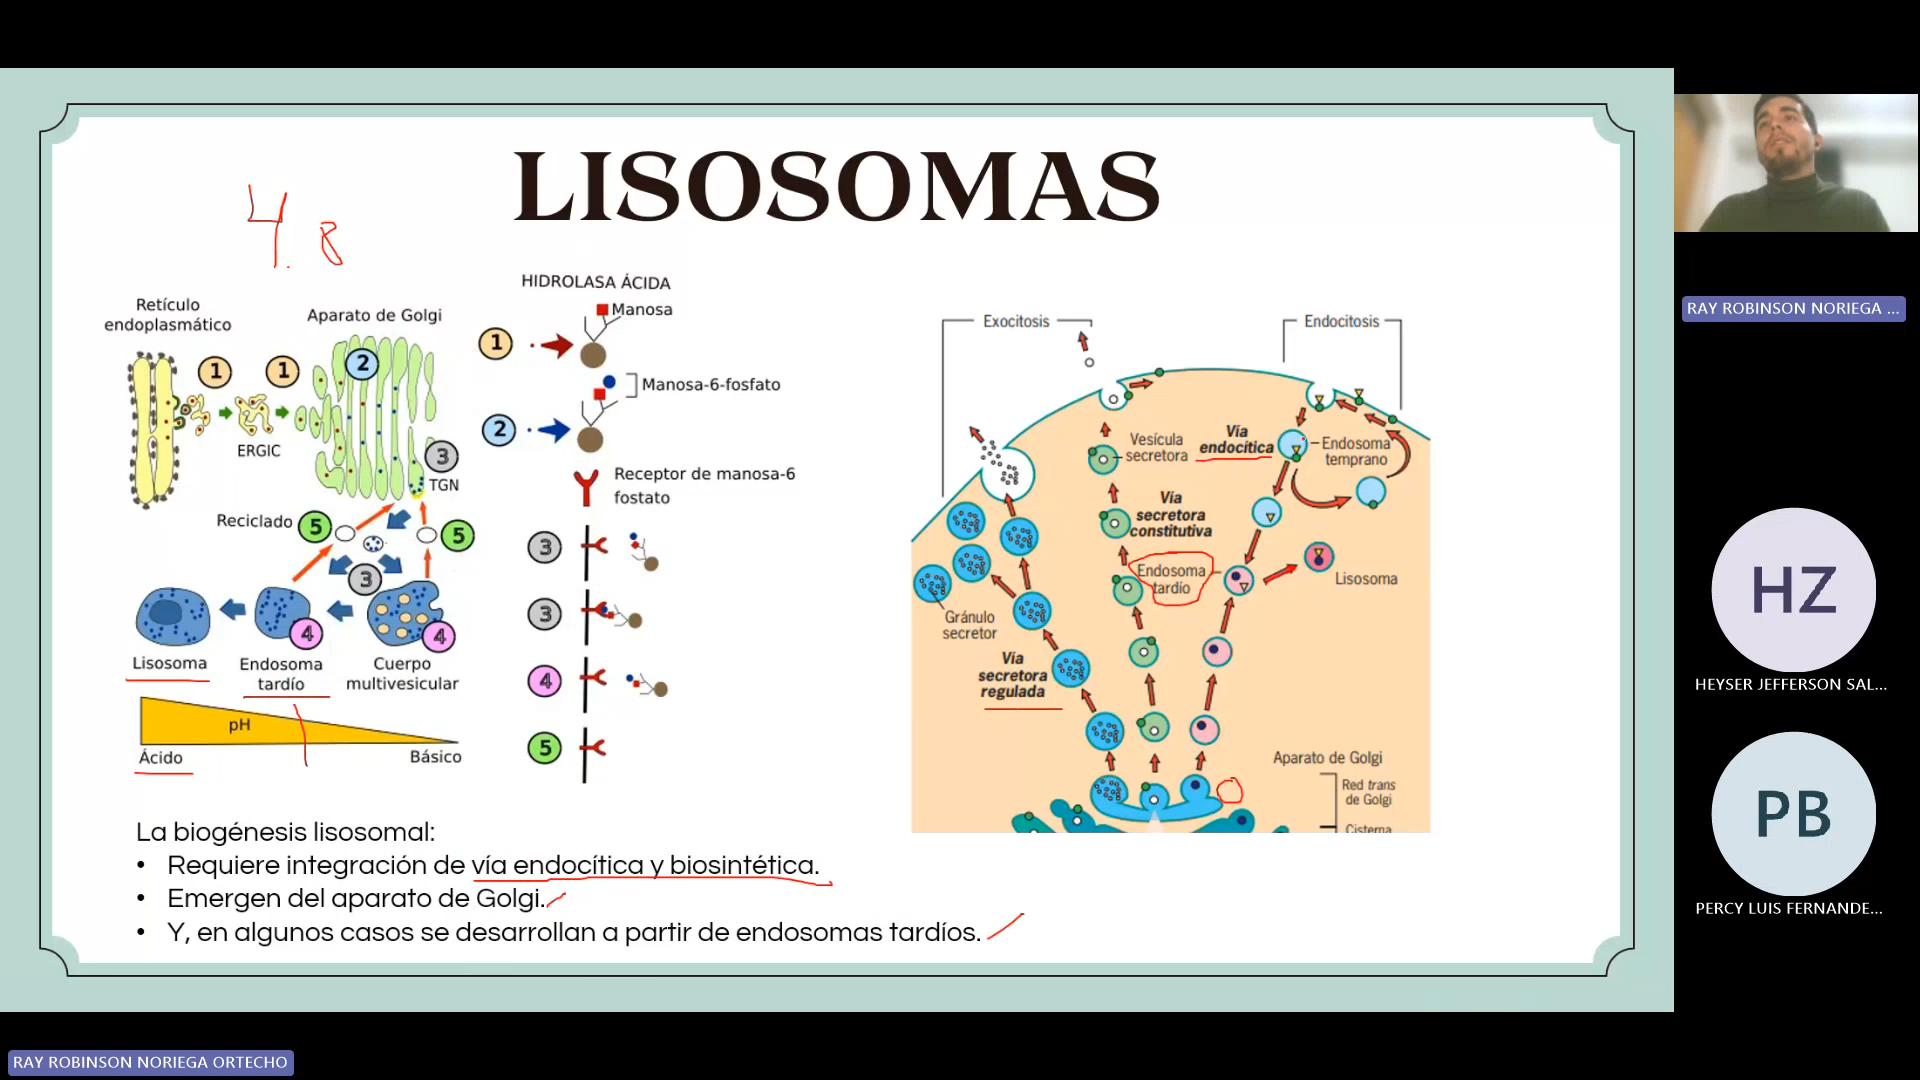 LISOSOMAS
4.8
Retículo
endoplasmático
Aparato de Golgi
1
1
2
ERGIC
3
TGN
Reciclado
5
5
3
4
4
Lisosoma
Endosoma
tardío
Cuerpo
multivesicular
pH
Ácido
Básico
HIDROLASA ÁCIDA
1
Manosa
2
Manosa-6-fosfato
Receptor de manosa-6
fostato
3
3
4
5
Exocitosis
Endocitosis
Vesícula
secretora
Vía
endocítica
Endosoma
temprano
Vía
secretora
constitutiva
Endosoma
tardío
Lisosoma
Gránulo
secretor
Vía
secretora
regulada
Aparato de Golgi
Red trans
de Golgi
Cisterna
La biogénesis lisosomal:
• Requiere integración de vía endocítica y biosintética.
• Emergen del aparato de Golgi.
• Y, en algunos casos se desarrollan a partir de endosomas tardíos.
RAY ROBINSON NORIEGA ...
HZ
HEYSER JEFFERSON SAL...
PB
PERCY LUIS FERNANDE...
RAY ROBINSON NORIEGA ORTECHO